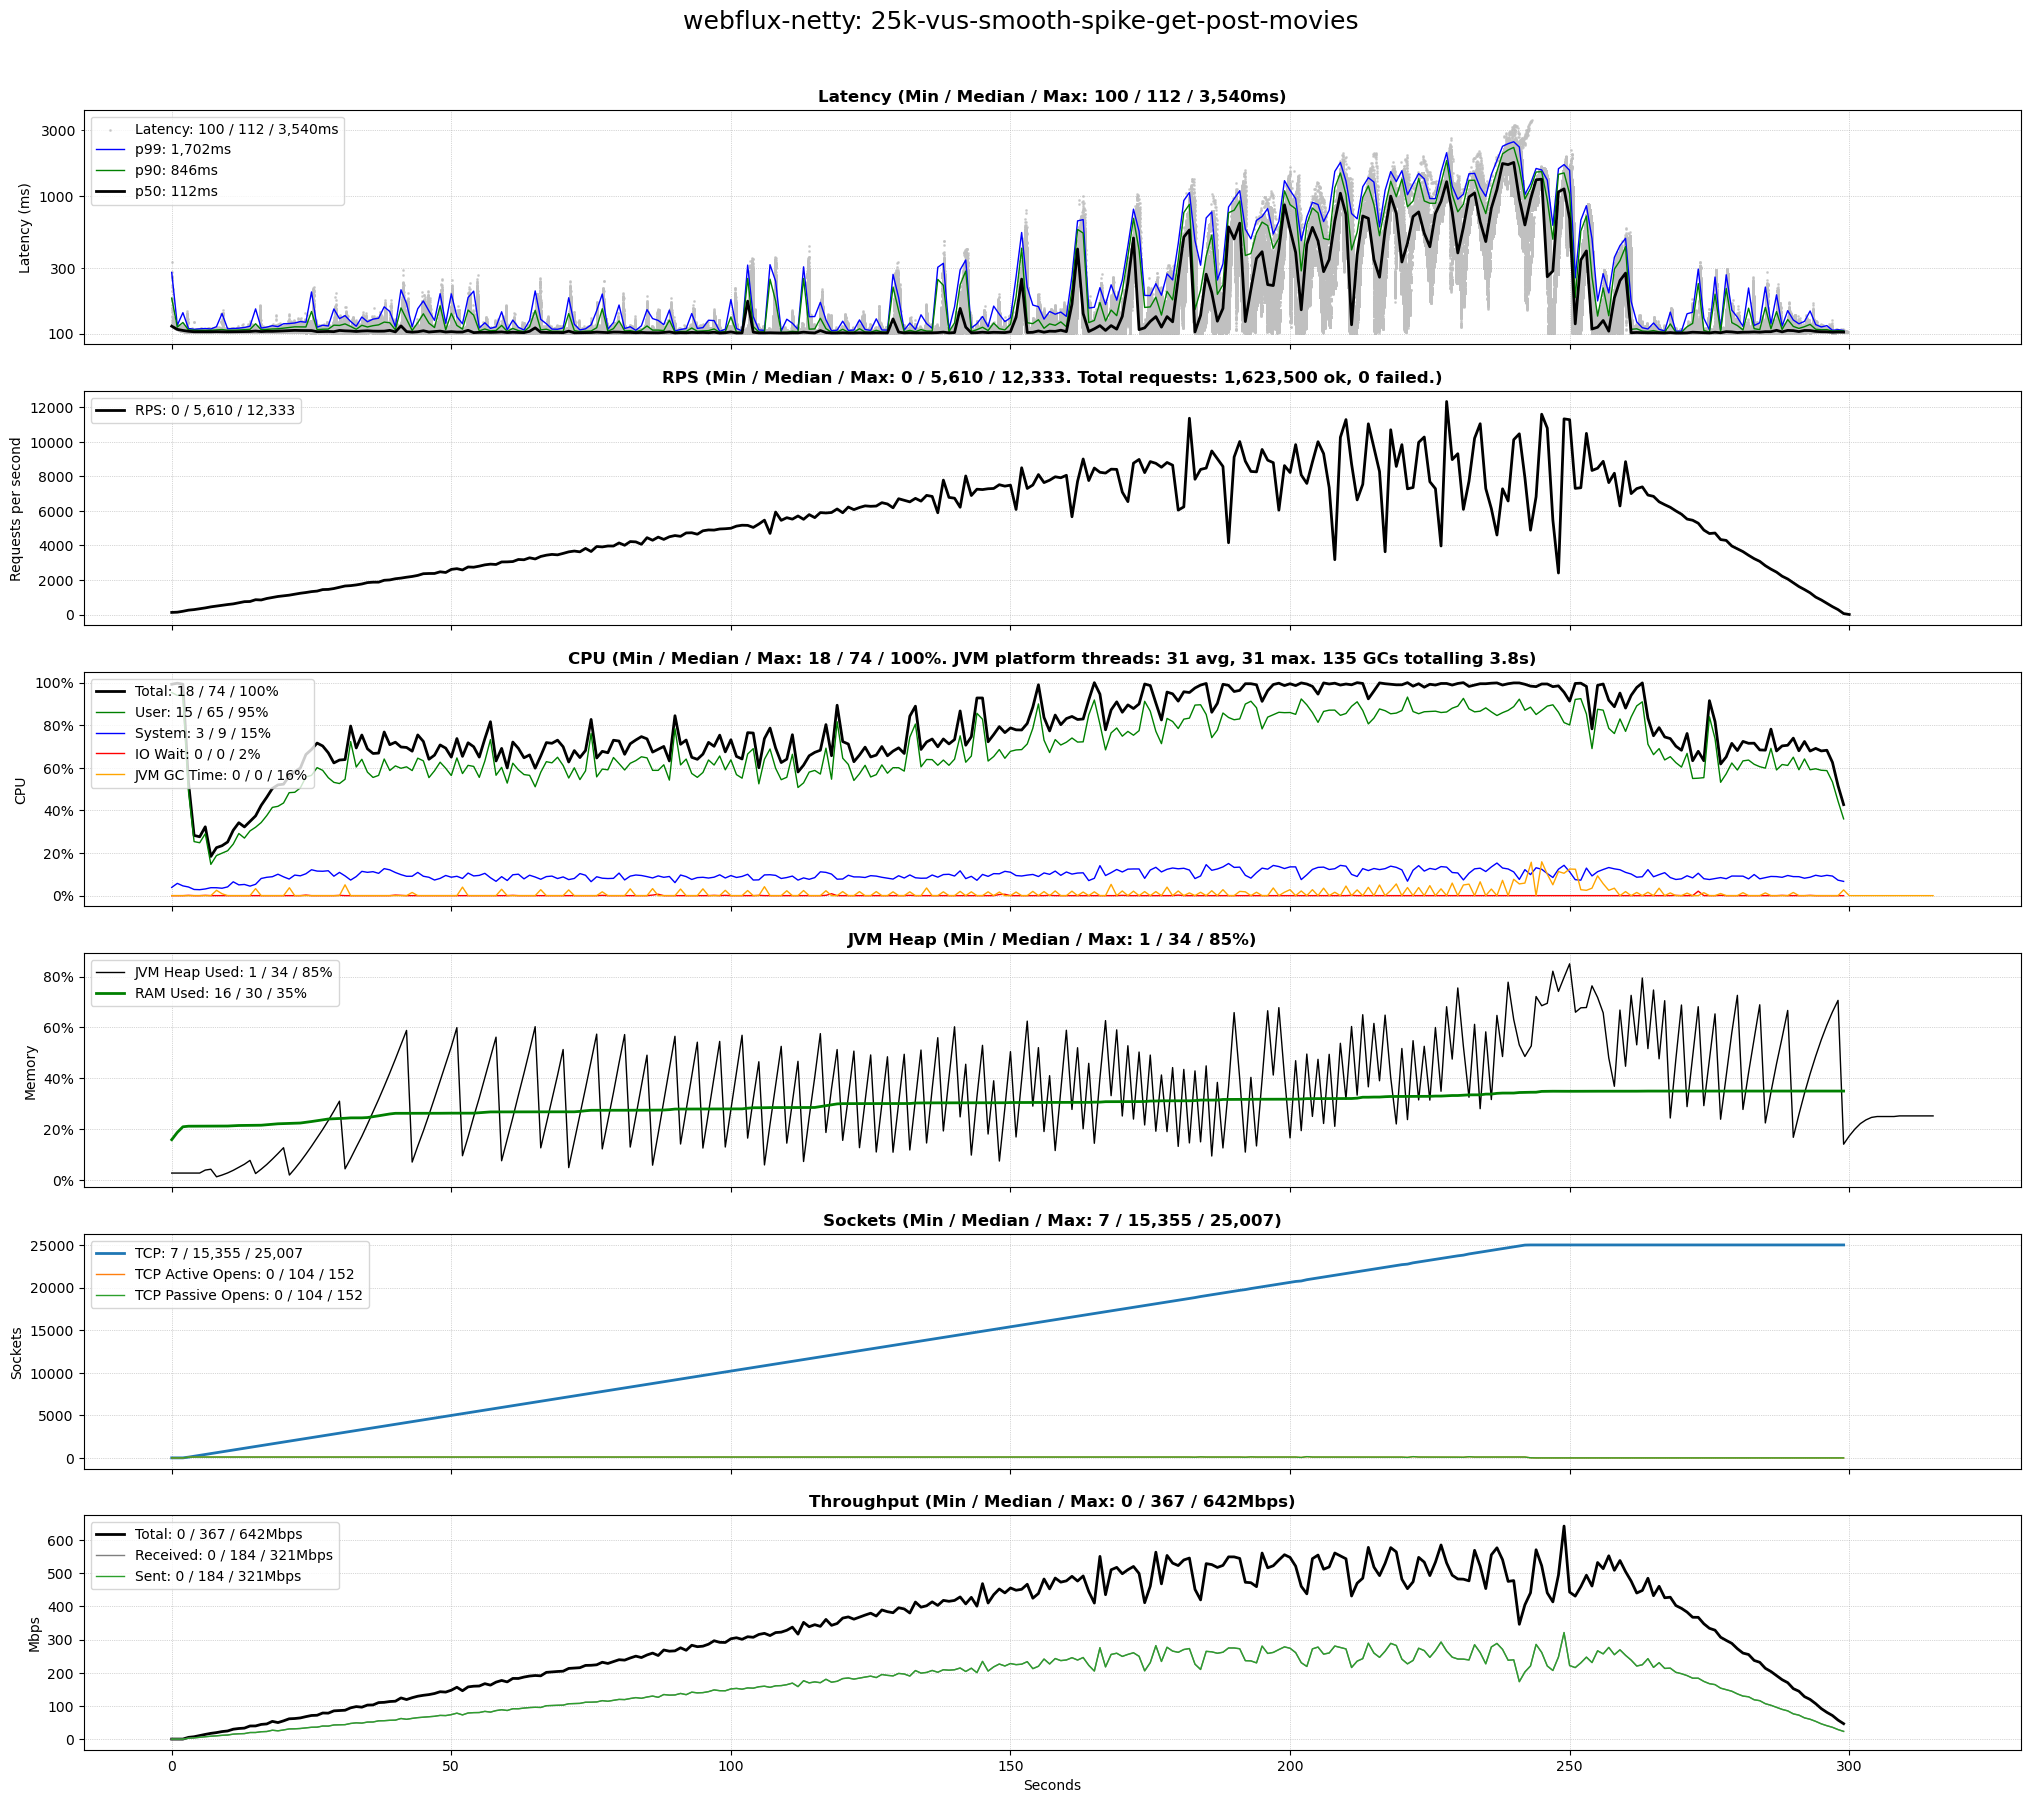 webflux-netty: 25k-vus-smooth-spike-get-post-movies
Latency (Min / Median / Max: 100 / 112 / 3,540ms)
Latency (ms)
3000
1000
300
100
Latency: 100 / 112 / 3,540ms
p99: 1,702ms
p90: 846ms
p50: 112ms
RPS (Min / Median / Max: 0 / 5,610 / 12,333. Total requests: 1,623,500 ok, 0 failed.)
Requests per second
12000
10000
8000
6000
4000
2000
0
RPS: 0 / 5,610 / 12,333
CPU (Min / Median / Max: 18 / 74 / 100%. JVM platform threads: 31 avg, 31 max. 135 GCs totalling 3.8s)
CPU
100%
80%
60%
40%
20%
0%
Total: 18 / 74 / 100%
User: 15 / 65 / 95%
System: 3 / 9 / 15%
IO Wait: 0 / 0 / 2%
JVM GC Time: 0 / 0 / 16%
JVM Heap (Min / Median / Max: 1 / 34 / 85%)
Memory
80%
60%
40%
20%
0%
JVM Heap Used: 1 / 34 / 85%
RAM Used: 16 / 30 / 35%
Sockets (Min / Median / Max: 7 / 15,355 / 25,007)
Sockets
25000
20000
15000
10000
5000
0
TCP: 7 / 15,355 / 25,007
TCP Active Opens: 0 / 104 / 152
TCP Passive Opens: 0 / 104 / 152
Throughput (Min / Median / Max: 0 / 367 / 642Mbps)
Mbps
600
500
400
300
200
100
0
Total: 0 / 367 / 642Mbps
Received: 0 / 184 / 321Mbps
Sent: 0 / 184 / 321Mbps
0 50 100 150 200 250 300
Seconds